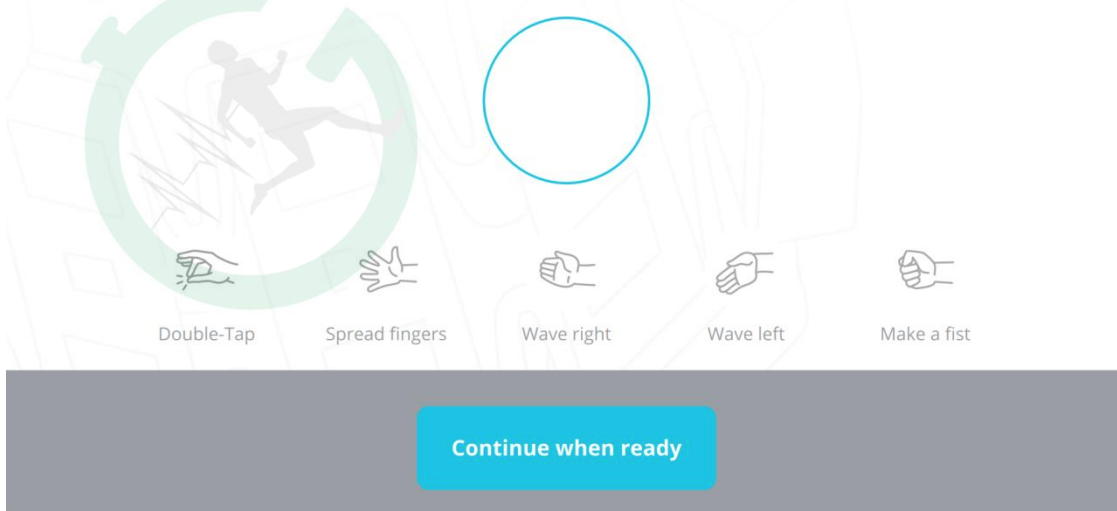 Double-Tap
Spread fingers
Wave right
Wave left
Make a fist
Continue when ready